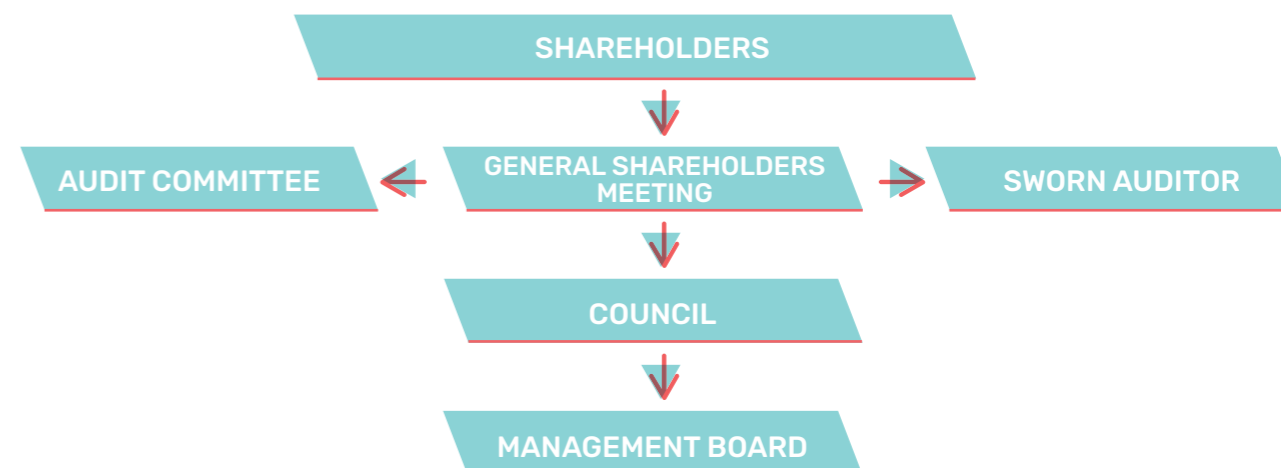 SHAREHOLDERS
AUDIT COMMITTEE
GENERAL SHAREHOLDERS
MEETING
SWORN AUDITOR
COUNCIL
MANAGEMENT BOARD